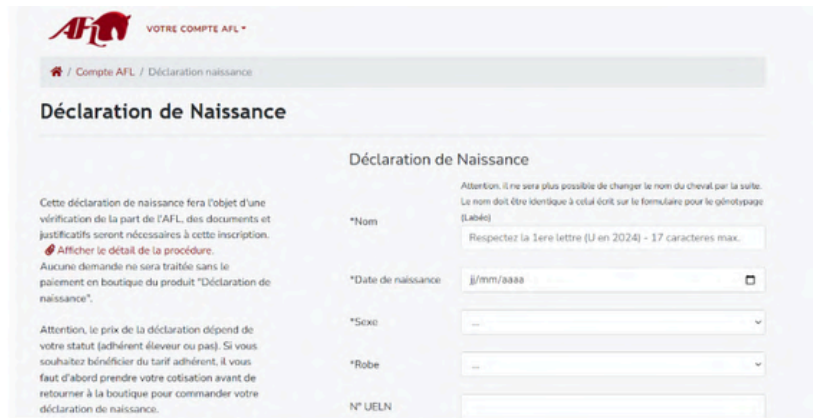 AFL
VOTRE COMPTE AFL
/ Compte AFL / Déclaration naissance
Déclaration de Naissance
Déclaration de Naissance
Cette déclaration de naissance fera l'objet d'une
vérification de la part de l'AFL, des documents et
justificatifs seront nécessaires à cette inscription.
Afficher le détail de la procédure.
Aucune demande ne sera traitée sans le
paiement en boutique du produit "Déclaration de
naissance".
Attention, le prix de la déclaration dépend de
votre statut (adhérent éleveur ou pas). Si vous
souhaitez bénéficier du tarif adhérent, il vous
faut d'abord prendre votre cotisation avant de
retourner à la boutique pour commander votre
déclaration de naissance.
Attention, il ne sera plus possible de changer le nom du cheval par la suite.
Le nom doit être identique à celui écrit sur le formulaire pour le génotypage
(Labéo)
*Nom
Respectez la 1ere lettre (U en 2024) - 17 caracteres max.
*Date de naissance
jj/mm/aaaa
*Sexe
...
*Robe
...
N° UELN